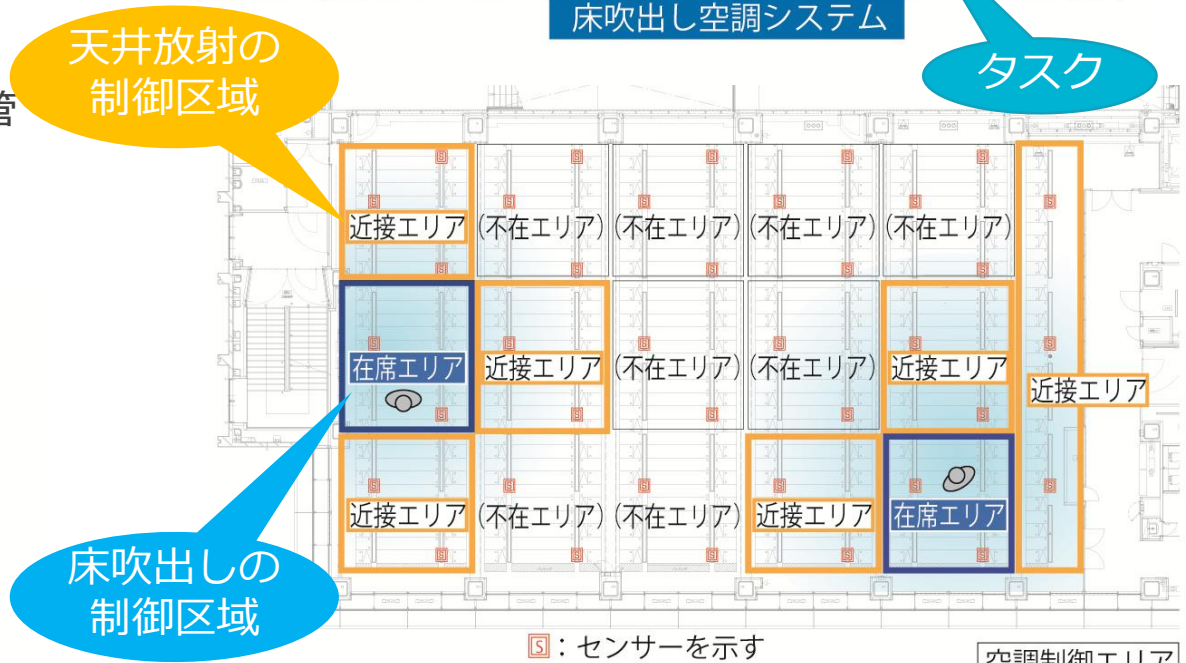 床吹出し空調システム
天井放射の
制御区域
タスク
管
近接エリア
(不在エリア)
(不在エリア)
(不在エリア)
(不在エリア)
在席エリア
近接エリア
(不在エリア)
(不在エリア)
近接エリア
近接エリア
近接エリア
(不在エリア)
(不在エリア)
近接エリア
在席エリア
床吹出しの
制御区域
S：センサーを示す
空調制御エリア